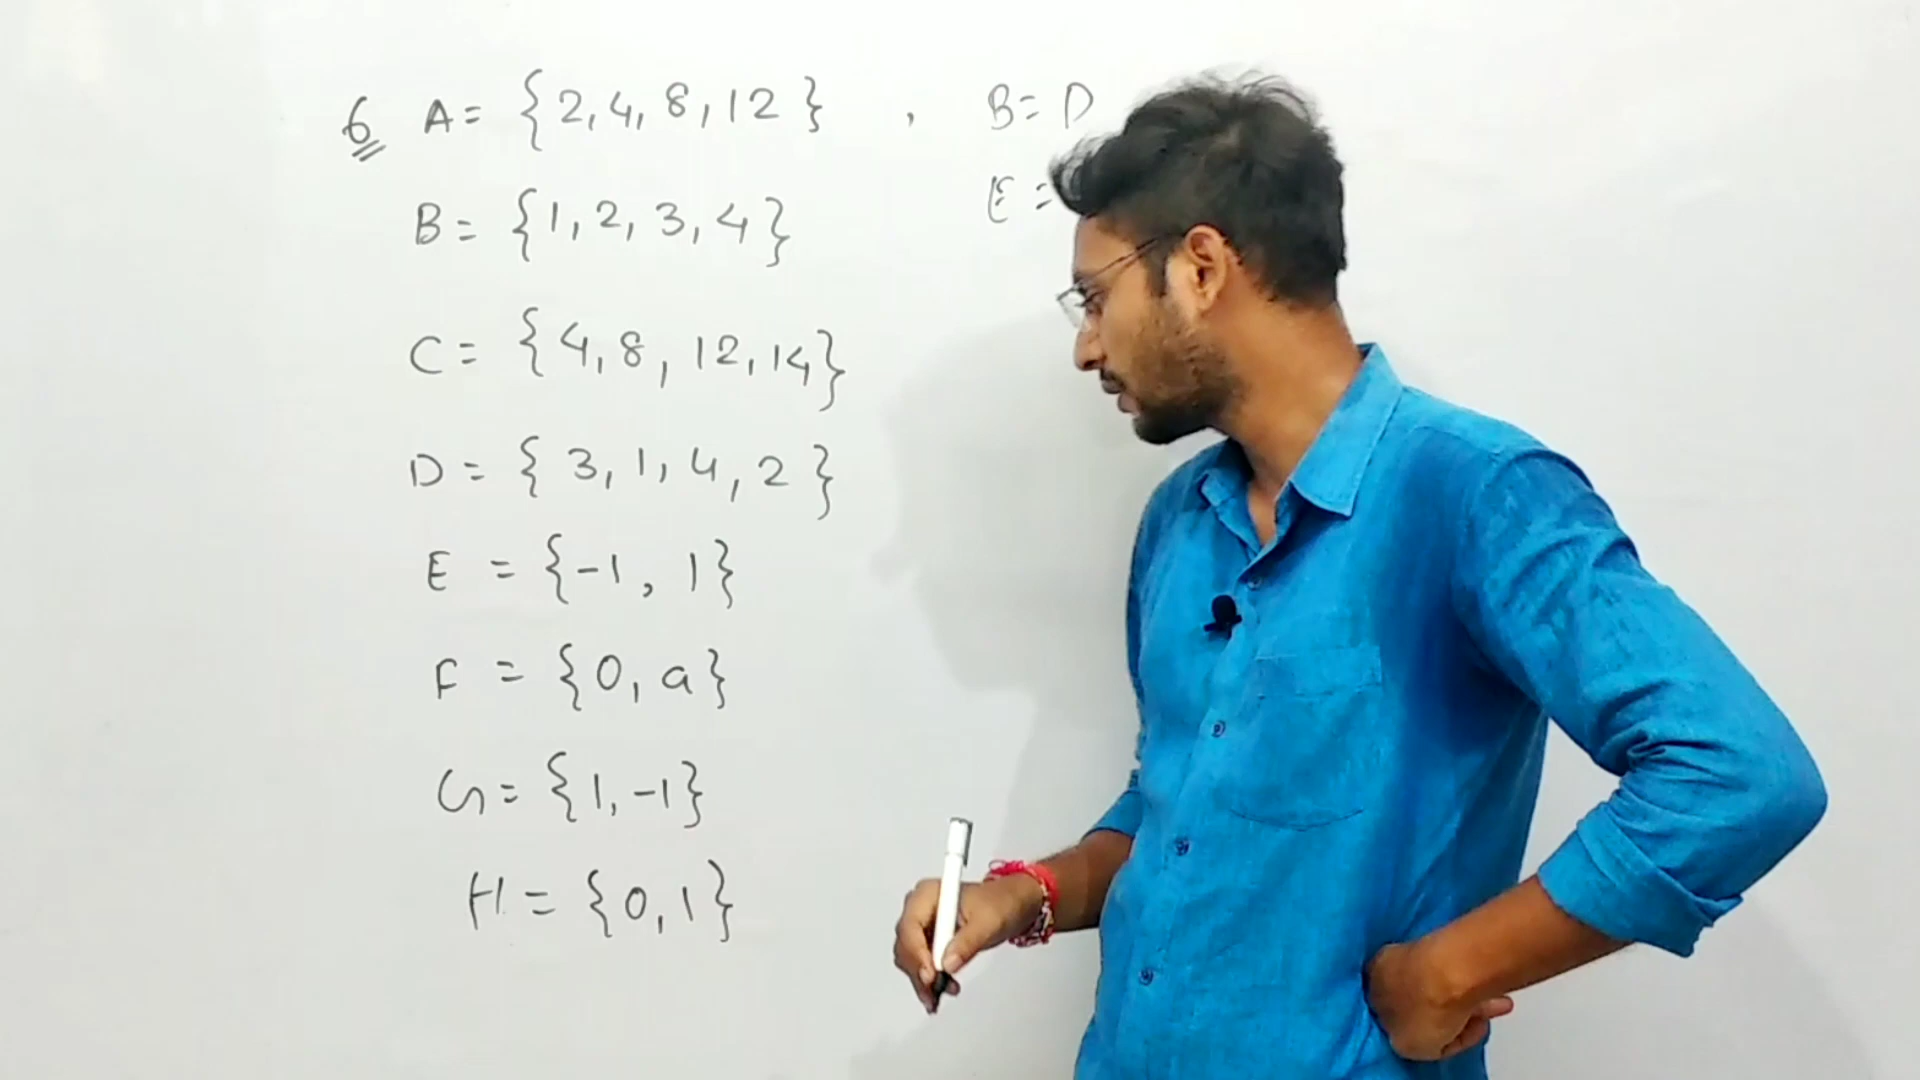 6 A = {2, 4, 8, 12} , B = D
E =
B = {1, 2, 3, 4}
C = {4, 8, 12, 14}
D = {3, 1, 4, 2}
E = {-1, 1}
F = {0, a}
G = {1, -1}
H = {0, 1}